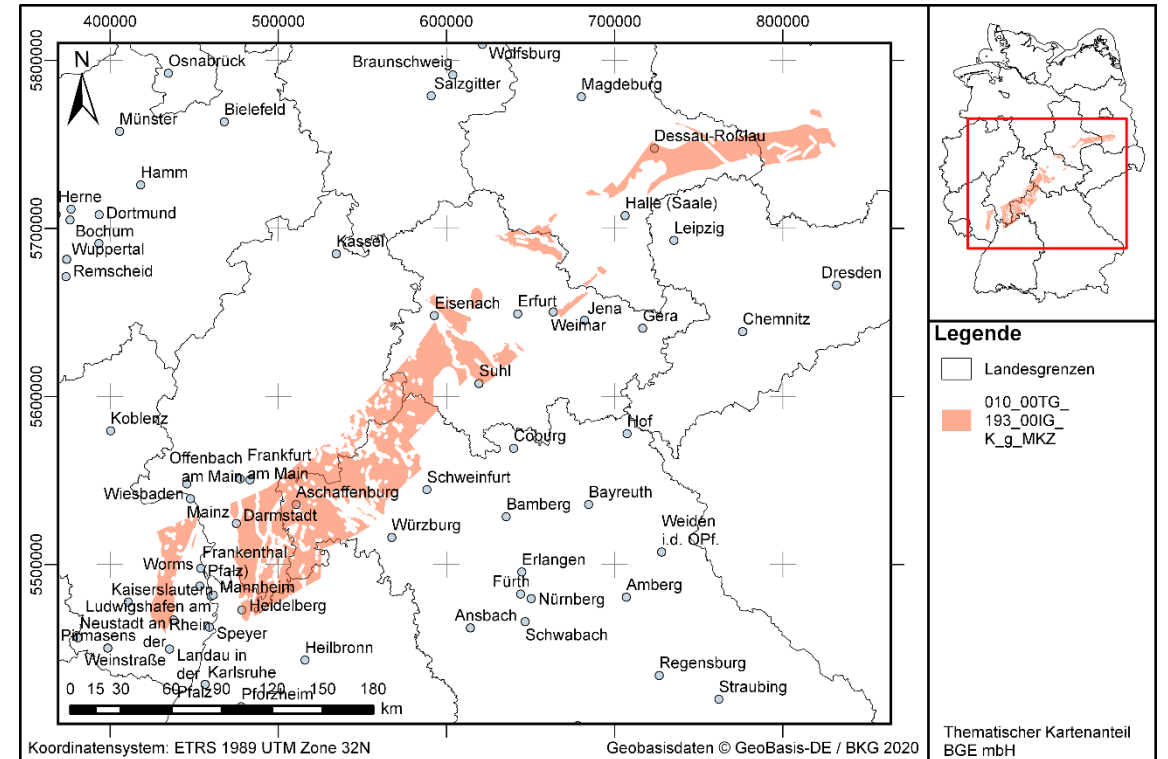 400000
500000
600000
700000
800000
5800000
5700000
5600000
5500000
N
Osnabrück
Braunschweig
Wolfsburg
Salzgitter
Magdeburg
Münster
Bielefeld
Dessau-Roßlau
Hamm
Herne
Dortmund
Bochum
Wuppertal
Remscheid
Kassel
Halle (Saale)
Leipzig
Dresden
Eisenach
Erfurt
Weimar
Jena
Gera
Chemnitz
Suhl
Koblenz
Coburg
Hof
Offenbach
am Main
Frankfurt
am Main
Wiesbaden
Aschaffenburg
Schweinfurt
Bamberg
Bayreuth
Mainz
Darmstadt
Würzburg
Weiden
i.d. OPf.
Worms
Frankenthal
(Pfalz)
Erlangen
Kaiserslautern
Mannheim
Fürth
Nürnberg
Amberg
Ludwigshafen am
Rhein
Heidelberg
Neustadt an
der
Weinstraße
Speyer
Ansbach
Schwabach
Pirmasens
Landau in
der
Pfalz
Karlsruhe
Heilbronn
Regensburg
Straubing
Pforzheim
0 15 30 60 90 120 150 180
km
Koordinatensystem: ETRS 1989 UTM Zone 32N
Geobasisdaten © GeoBasis-DE / BKG 2020
Legende
Landesgrenzen
010_00TG_
193_00IG_
K_g_MKZ
Thematischer Kartenanteil
BGE mbH